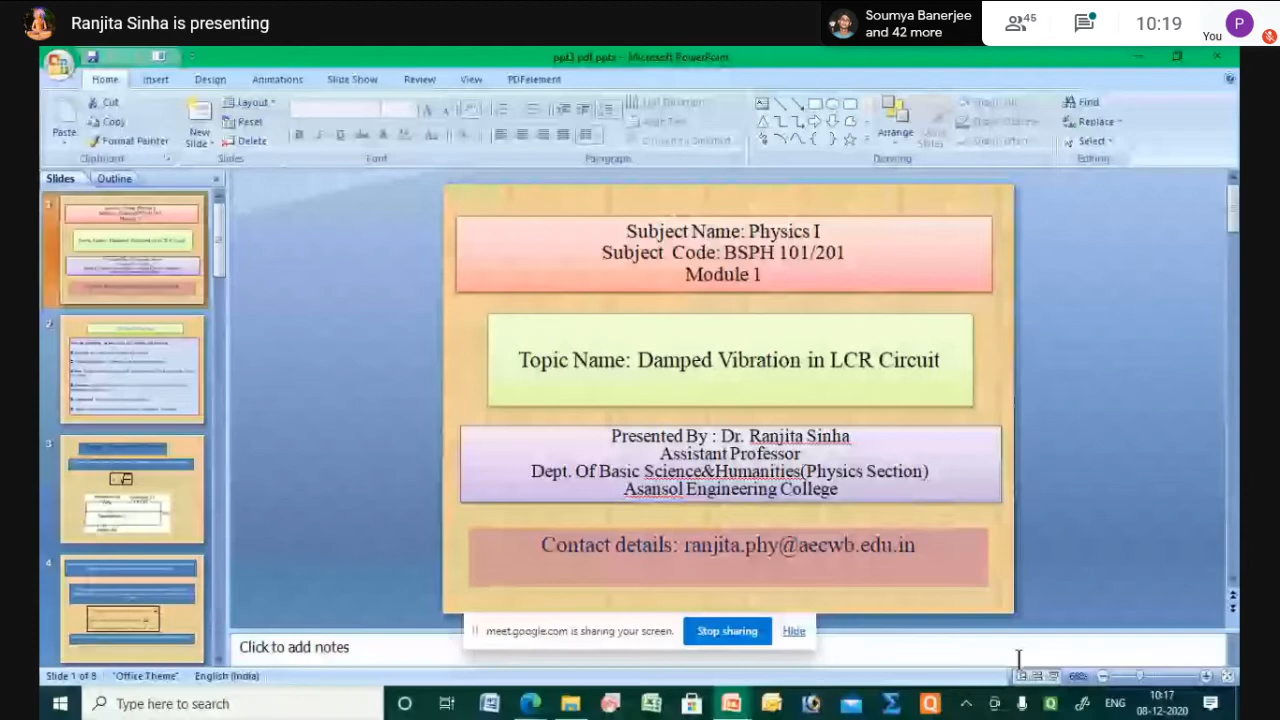 Ranjita Sinha is presenting
Soumya Banerjee
and 42 more
45
10:19
You
P
ppt3 pdf.pptx - Microsoft PowerPoint
Home Insert Design Animations Slide Show Review View PDFelement
Paste
Cut
Copy
Format Painter
Clipboard
New
Slide
Layout
Reset
Delete
Slides
Font
Paragraph
Arrange
Drawing
Find
Replace
Select
Editing
Slides Outline
1
2
3
4
Subject Name: Physics I
Subject Code: BSPH 101/201
Module 1
Topic Name: Damped Vibration in LCR Circuit
Presented By : Dr. Ranjita Sinha
Assistant Professor
Dept. Of Basic Science&Humanities(Physics Section)
Asansol Engineering College
Contact details: ranjita.phy@aecwb.edu.in
meet.google.com is sharing your screen.
Stop sharing
Hide
Click to add notes
Slide 1 of 8 "Office Theme" English (India)
Type here to search
ENG
10:17
08-12-2020